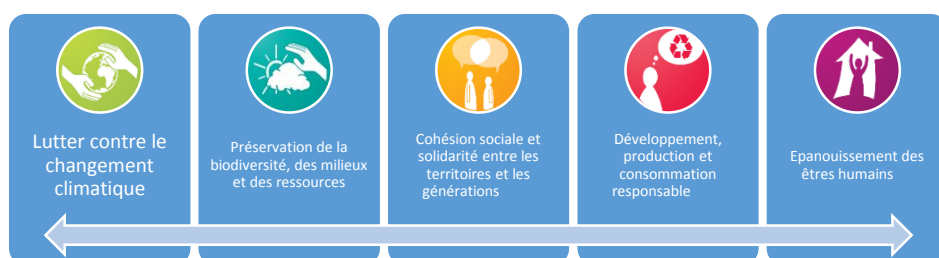 Lutter contre le
changement
climatique
Préservation de la
biodiversité, des milieux
et des ressources
Cohésion sociale et
solidarité entre les
territoires et les
générations
Développement,
production et
consommation
responsable
Epanouissement des
êtres humains